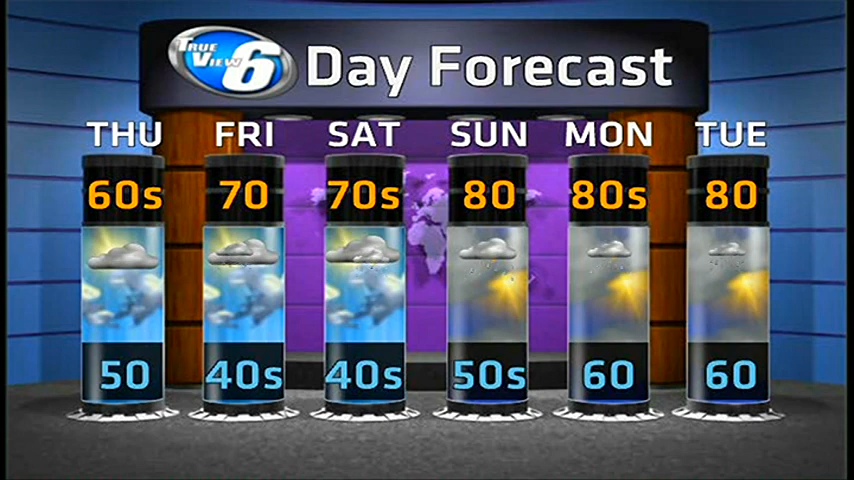 TRUE VIEW 6 Day Forecast
THU FRI SAT SUN MON TUE
60s 70 70s 80 80s 80
50 40s 40s 50s 60 60